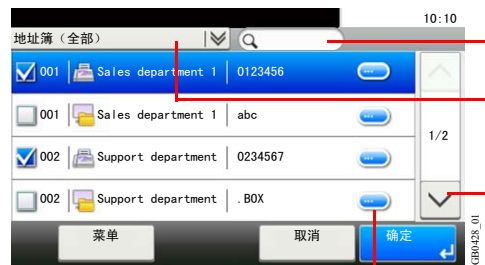 10:10
地址簿（全部）
001 Sales department 1 0123456
001 Sales department 1 abc
1/2
002 Support department 0234567
002 Support department .BOX
菜单 取消 确定
GB0428_01